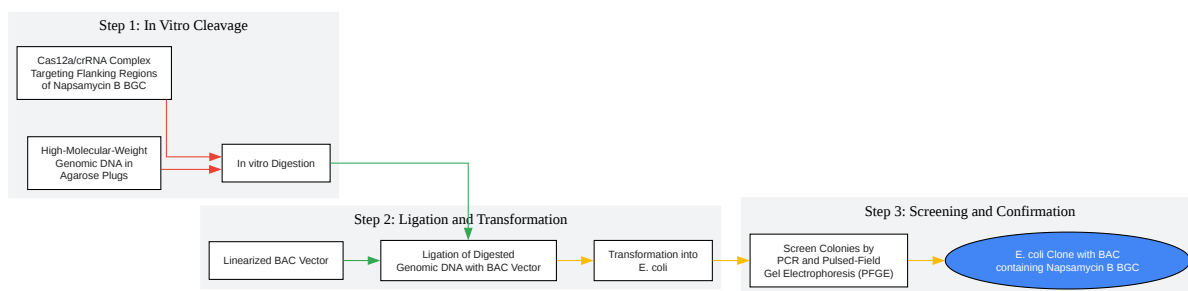 Step 1: In Vitro Cleavage
Cas12a/crRNA Complex
Targeting Flanking Regions
of Napsamycin B BGC
High-Molecular-Weight
Genomic DNA in
Agarose Plugs
In vitro Digestion
Step 2: Ligation and Transformation
Linearized BAC Vector
Ligation of Digested
Genomic DNA with BAC Vector
Transformation into
E. coli
Step 3: Screening and Confirmation
Screen Colonies by
PCR and Pulsed-Field
Gel Electrophoresis (PFGE)
E. coli Clone with BAC
containing Napsamycin B BGC